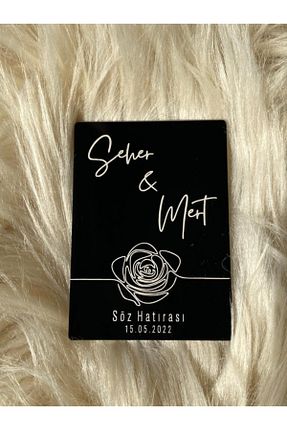 Seher
&
Mert
Söz Hatırası
15.05.2022